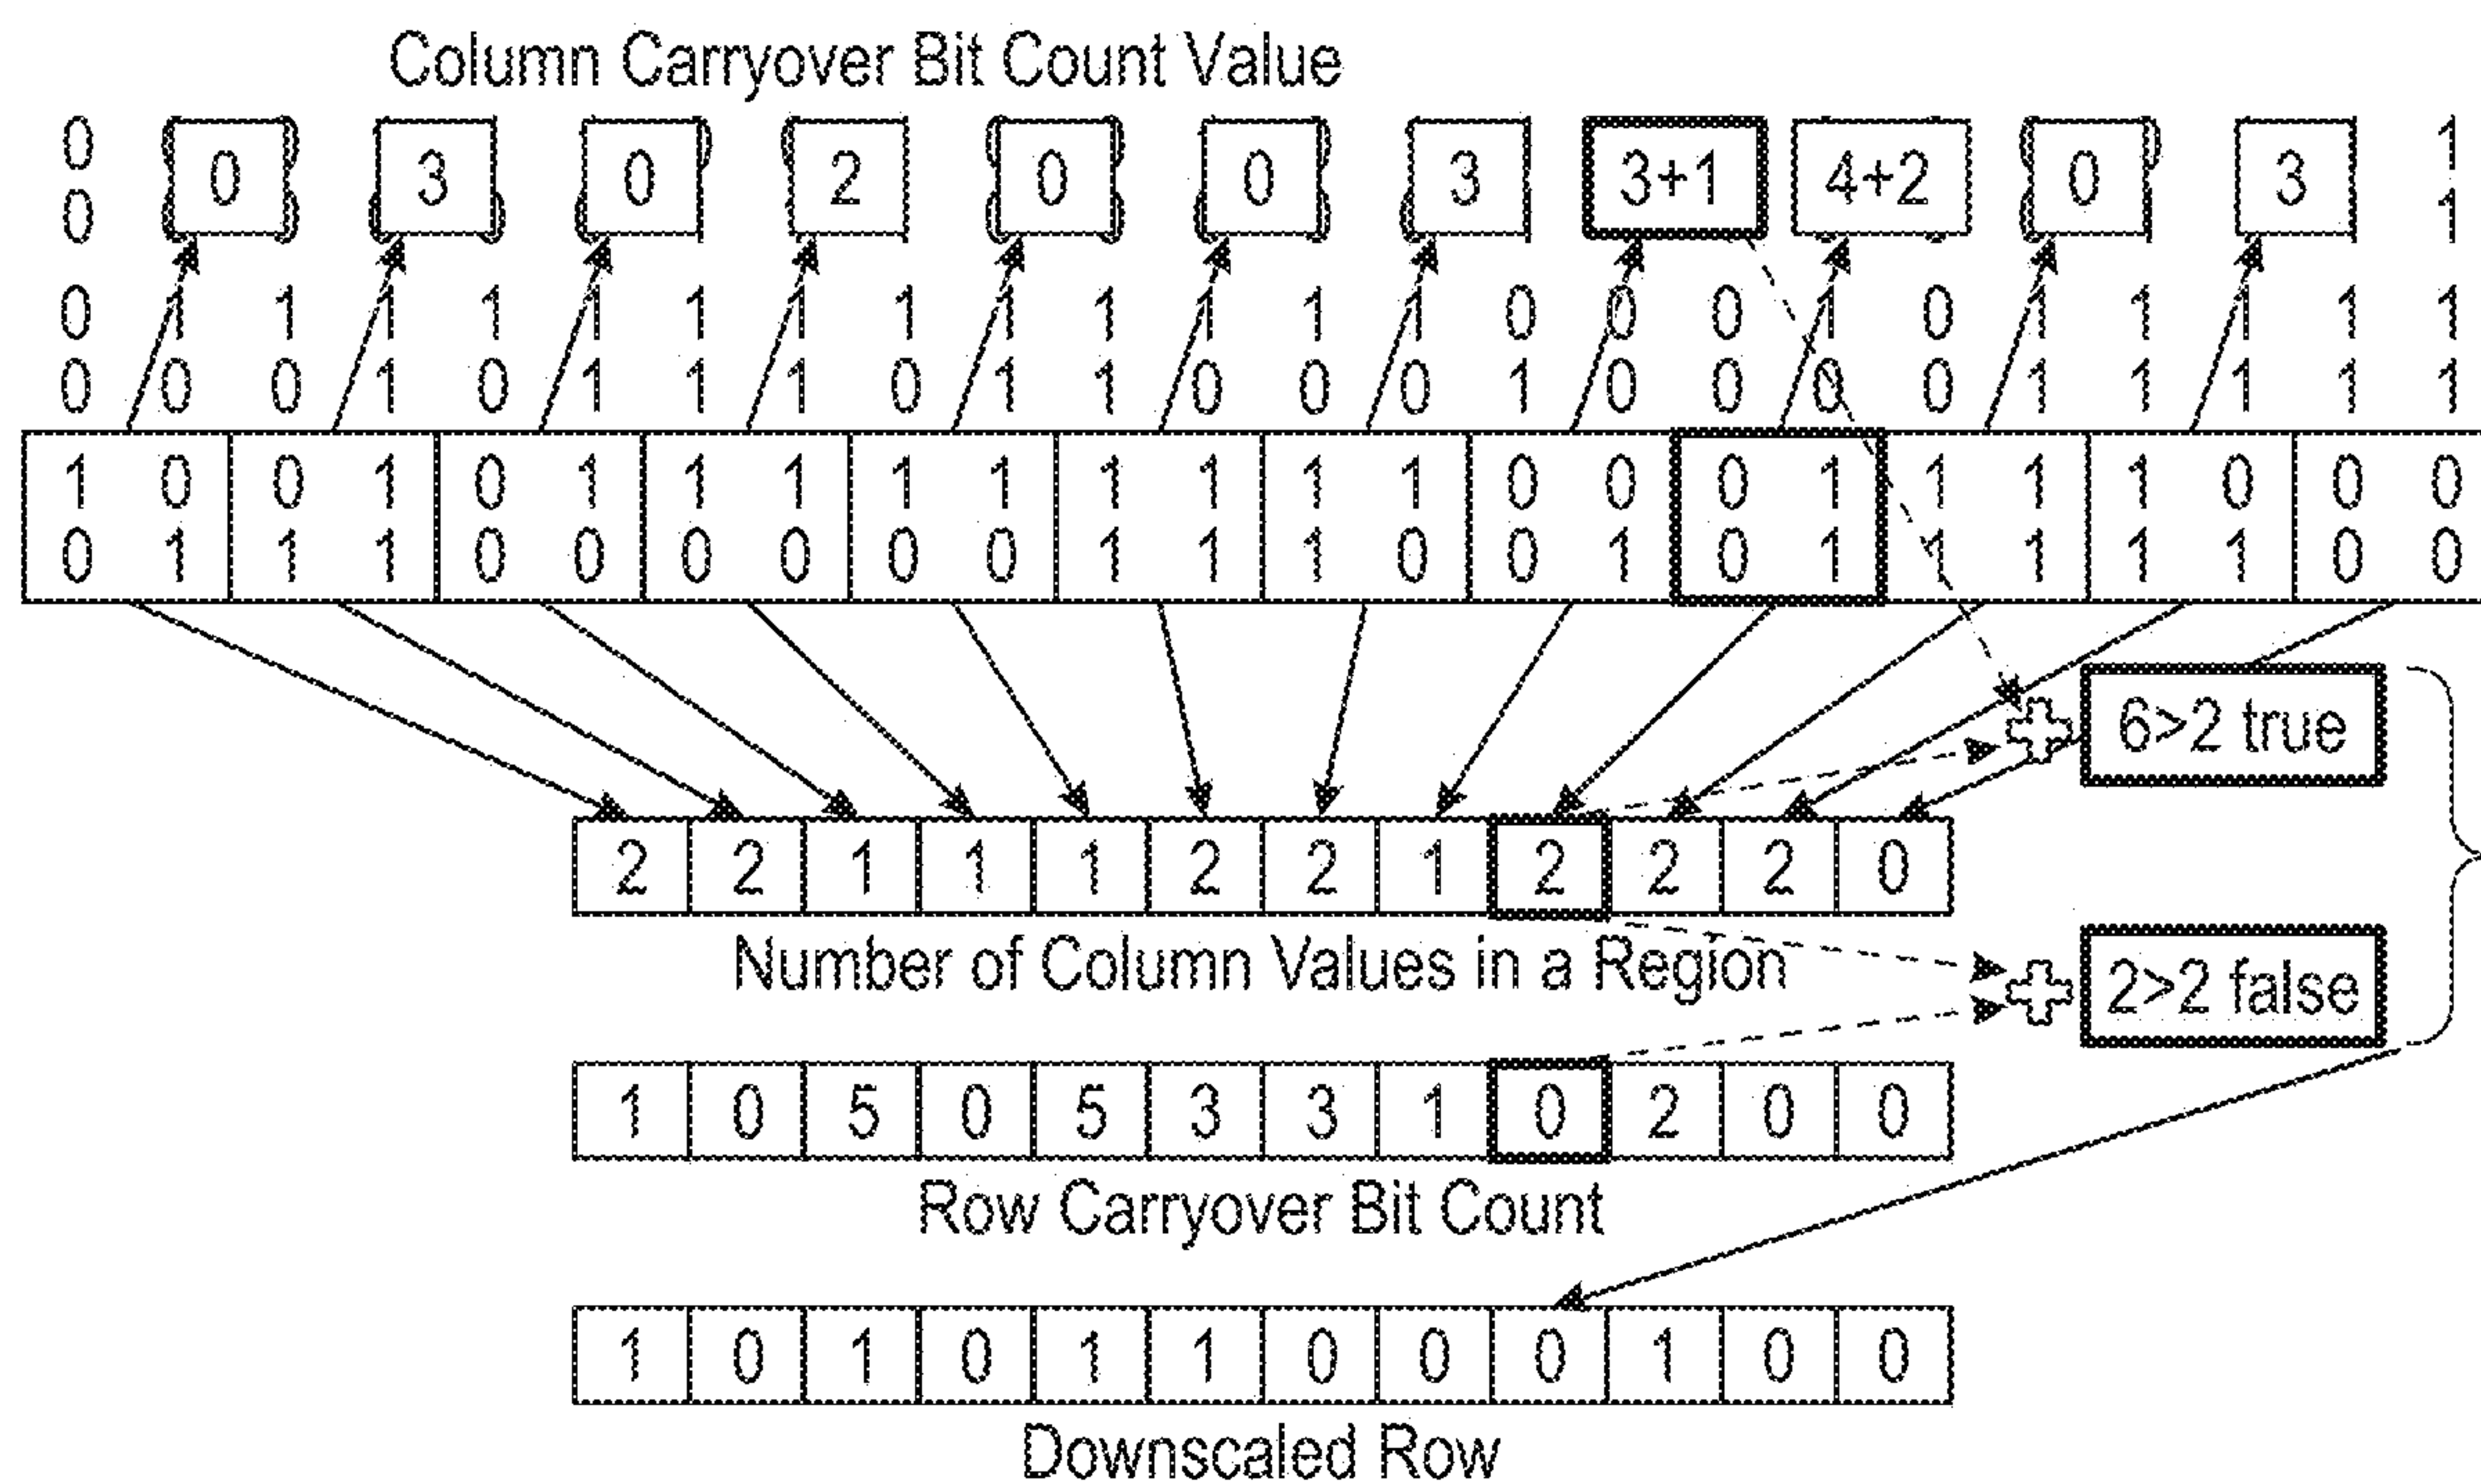 Column Carryover Bit Count Value
0 0 3 0 2 0 0 3 3+1 4+2 0 3 1
0 1
0 1 1 1 1 1 1 1 1 1 1 1 1 1 0 0 0 1 0 1 1 1 1 1
0 0 0 1 0 1 1 1 0 1 1 0 0 0 1 0 0 0 0 1 1 1 1 1
1 0 0 1 0 1 1 1 1 1 1 1 1 1 0 0 0 1 1 1 1 0 0 0
0 1 1 1 0 0 0 0 0 0 1 1 1 0 0 1 0 1 1 1 1 1 0 0
6>2 true
2 2 1 1 1 2 2 1 2 2 2 0
Number of Column Values in a Region
2>2 false
1 0 5 0 5 3 3 1 0 2 0 0
Row Carryover Bit Count
1 0 1 0 1 1 0 0 0 1 0 0
Downscaled Row